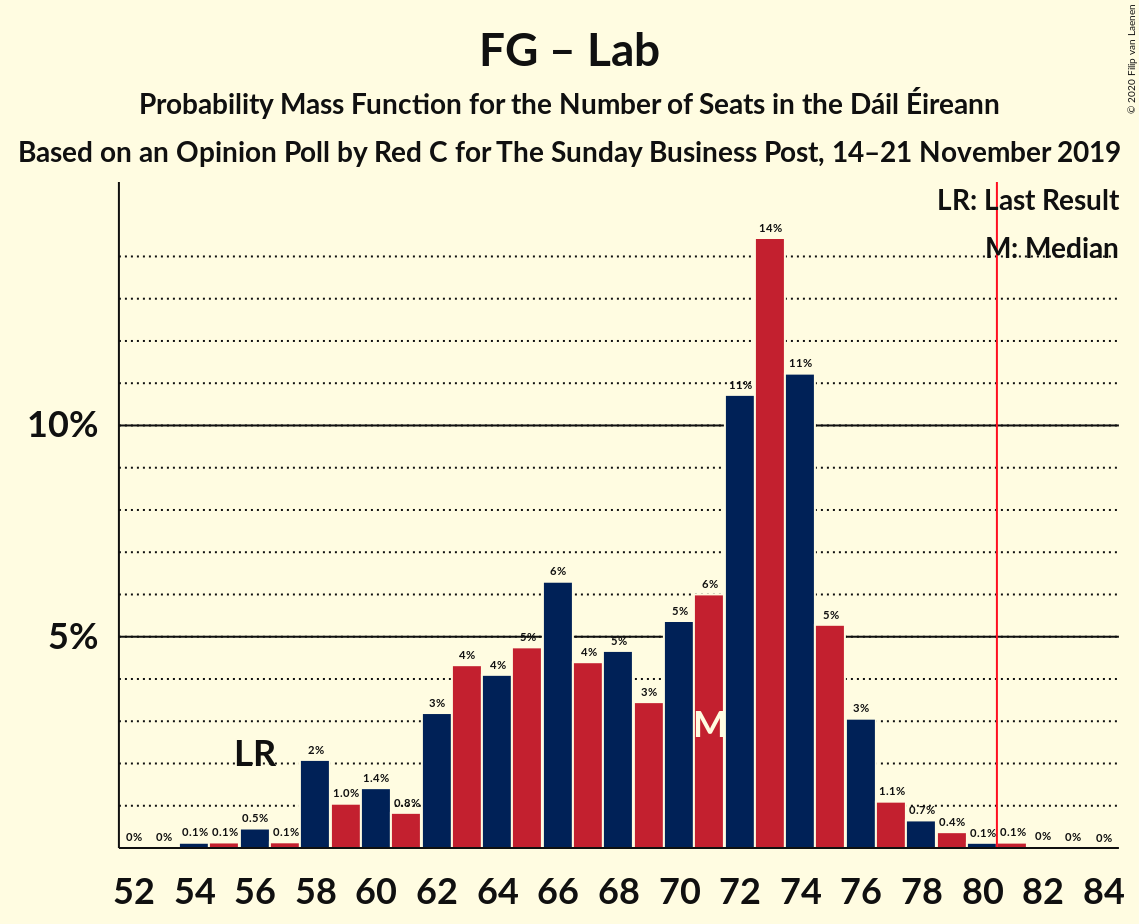 FG – Lab
Probability Mass Function for the Number of Seats in the Dáil Éireann
Based on an Opinion Poll by Red C for The Sunday Business Post, 14–21 November 2019
© 2020 Filip van Laenen
LR: Last Result
M: Median
10%
5%
0% 0% 0.1% 0.1% 0.5% 0.1% 2% 1.0% 1.4% 0.8% 3% 4% 4% 5% 6% 4% 5% 3% 5% 6% 11% 14% 11% 5% 3% 1.1% 0.7% 0.4% 0.1% 0.1% 0% 0% 0%
LR
M
52 54 56 58 60 62 64 66 68 70 72 74 76 78 80 82 84